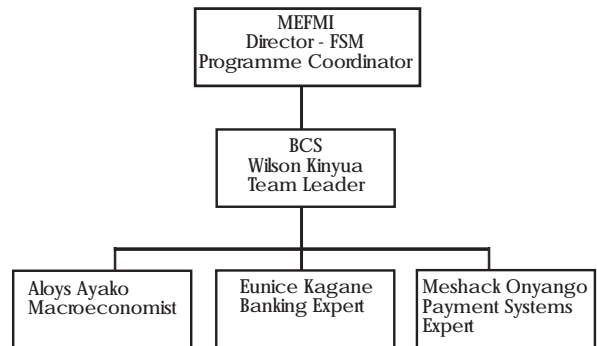 MEFMI
Director - FSM
Programme Coordinator
BCS
Wilson Kinyua
Team Leader
Aloys Ayako
Macroeconomist
Eunice Kagane
Banking Expert
Meshack Onyango
Payment Systems
Expert